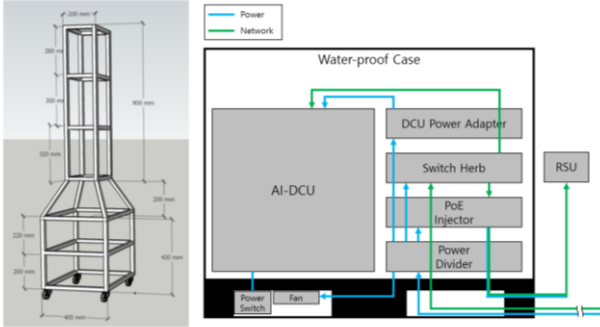 200 mm
280 mm
300 mm
900 mm
320 mm
200 mm
220 mm
420 mm
200 mm
400 mm
Power
Network
Water-proof Case
AI-DCU
DCU Power Adapter
Switch Herb
RSU
PoE
Injector
Power
Divider
Power
Switch
Fan